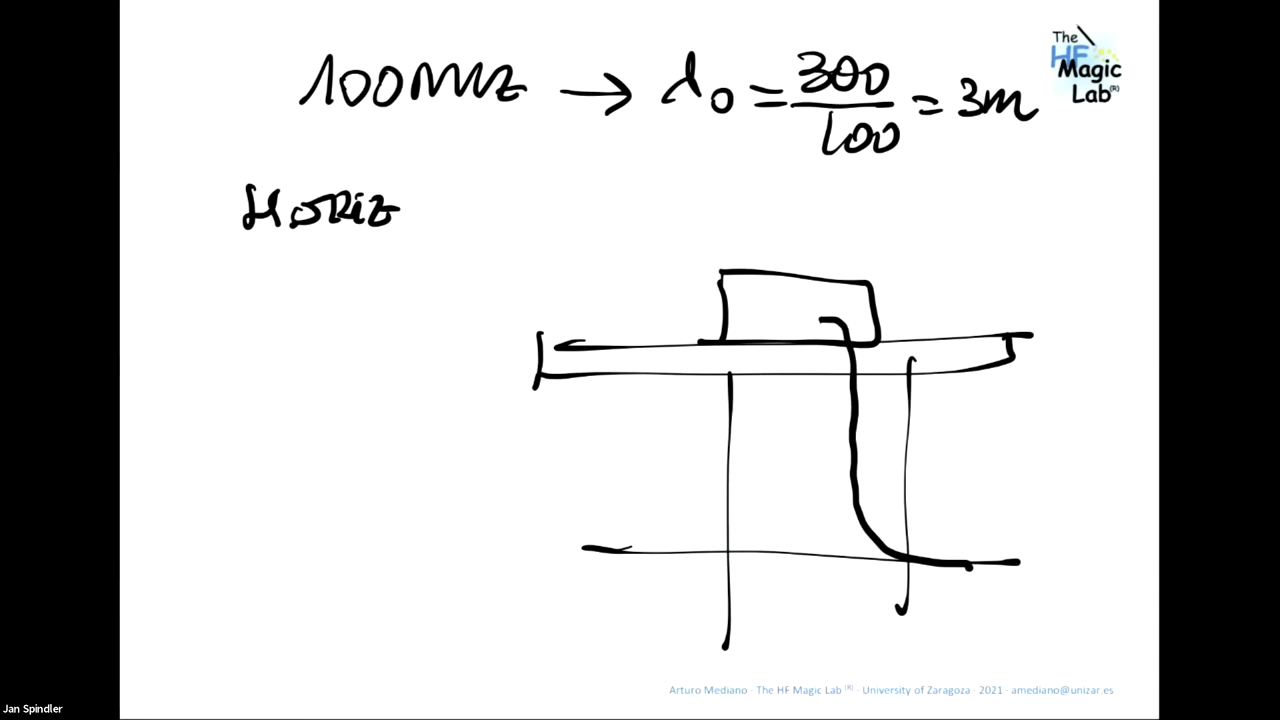 100MHz → λ₀ = 300/100 = 3m
The
HF
Magic
Lab(R)
HORIZ
Arturo Mediano · The HF Magic Lab (R) · University of Zaragoza · 2021 · amediano@unizar.es
Jan Spindler